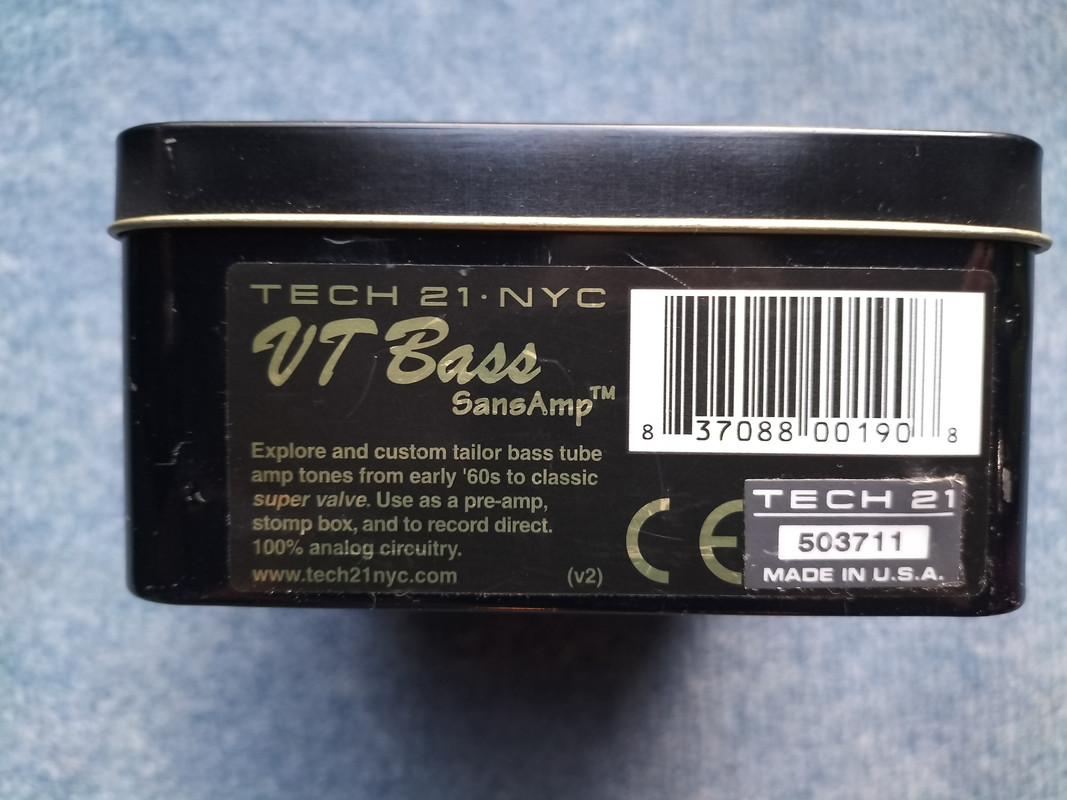 TECH 21·NYC
VT Bass
SansAmp™
Explore and custom tailor bass tube
amp tones from early '60s to classic
super valve. Use as a pre-amp,
stomp box, and to record direct.
100% analog circuitry.
www.tech21nyc.com
(v2)
8 37088 00190 8
CE
TECH 21
503711
MADE IN U.S.A.